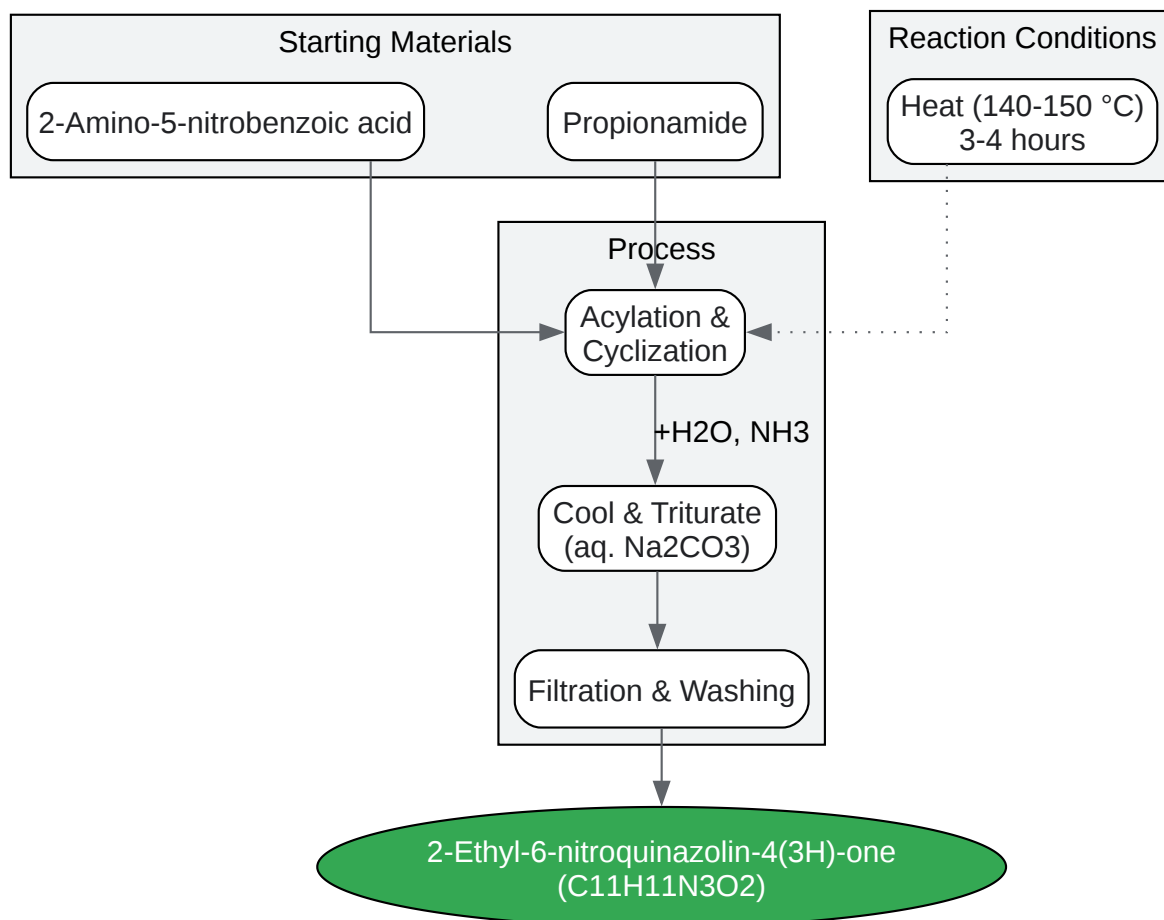 Starting Materials
2-Amino-5-nitrobenzoic acid
Propionamide
Reaction Conditions
Heat (140-150 °C)
3-4 hours
Process
Acylation &
Cyclization
+H2O, NH3
Cool & Triturate
(aq. Na2CO3)
Filtration & Washing
2-Ethyl-6-nitroquinazolin-4(3H)-one
(C11H11N3O2)